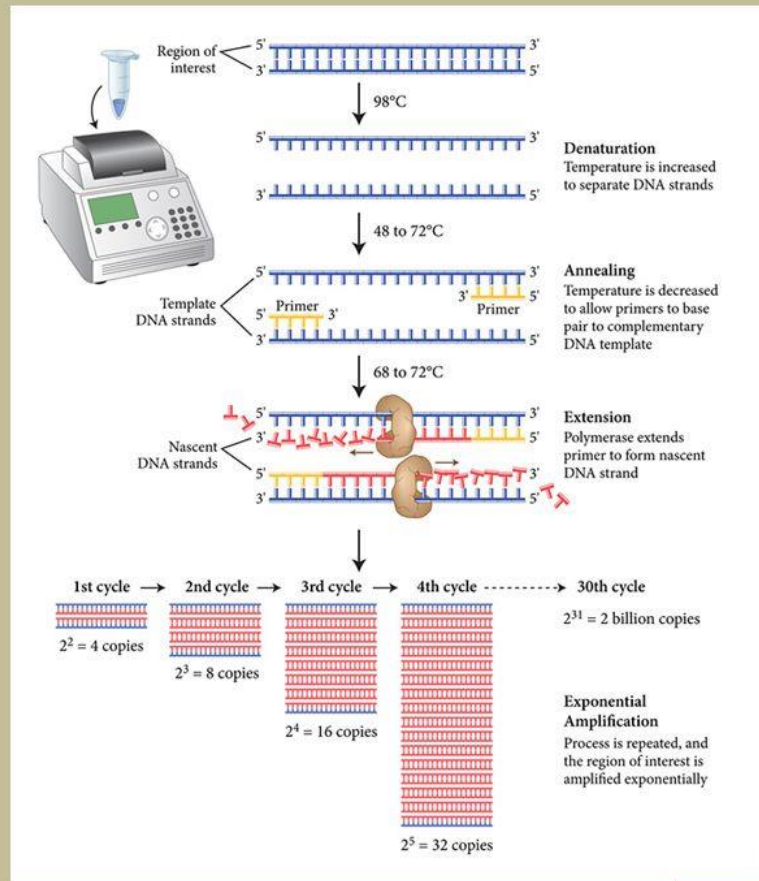 Region of
interest
5'
3'
3'
5'
98°C
5'
3'
3'
5'
Denaturation
Temperature is increased
to separate DNA strands
48 to 72°C
5'
3'
3'
5'
Primer
Template
DNA strands
Primer
5'
3'
3'
5'
Annealing
Temperature is decreased
to allow primers to base
pair to complementary
DNA template
68 to 72°C
5'
3'
3'
5'
Nascent
DNA strands
5'
3'
3'
5'
Extension
Polymerase extends
primer to form nascent
DNA strand
1st cycle
2nd cycle
3rd cycle
4th cycle
30th cycle
2² = 4 copies
2³ = 8 copies
2⁴ = 16 copies
2⁵ = 32 copies
2³¹ = 2 billion copies
Exponential
Amplification
Process is repeated, and
the region of interest is
amplified exponentially